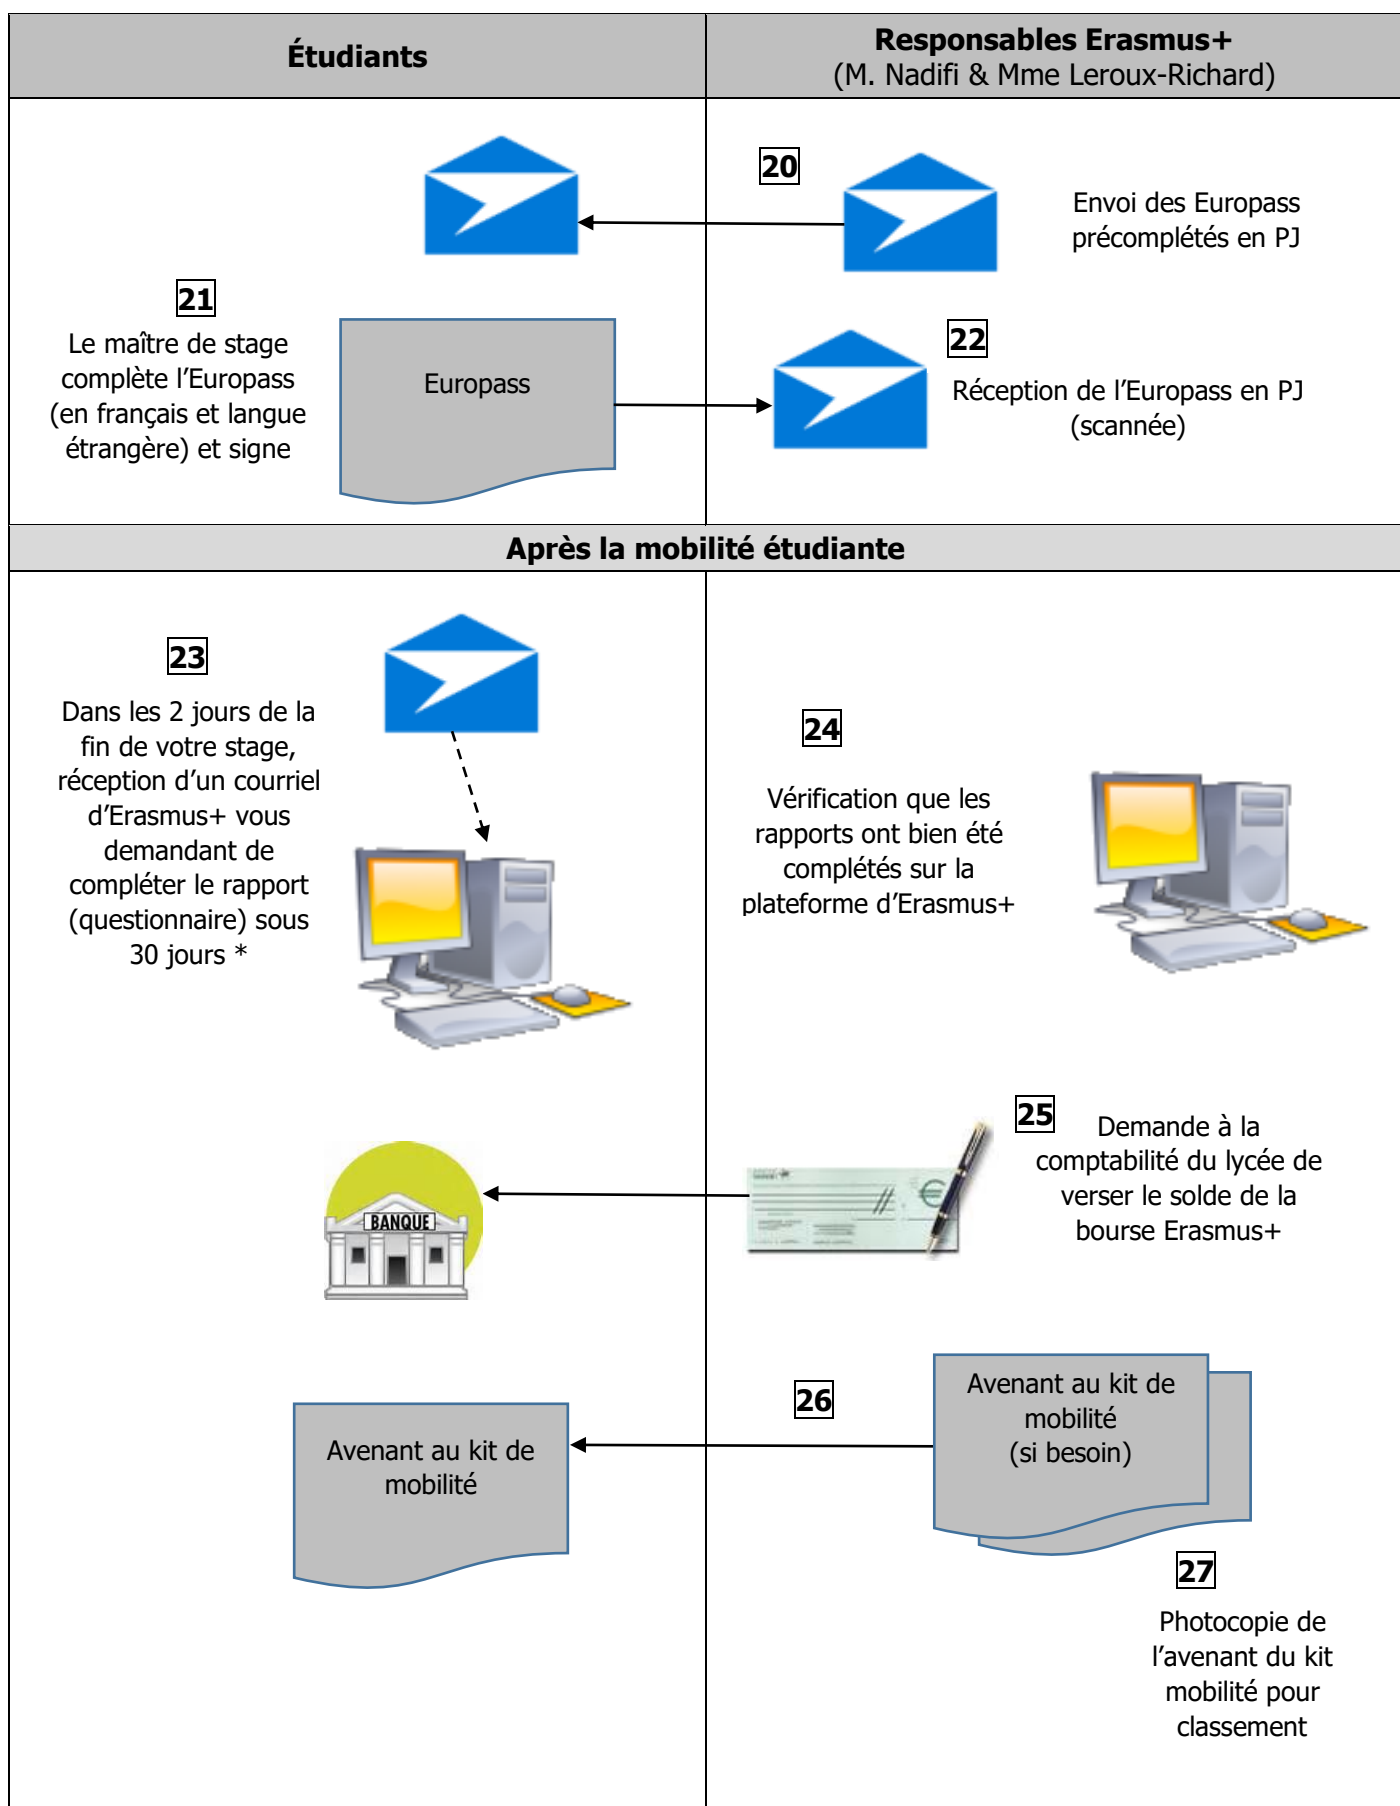 Étudiants
Responsables Erasmus+
(M. Nadifi & Mme Leroux-Richard)
20
Envoi des Europass
précomplétés en PJ
21
Le maître de stage
complète l’Europass
(en français et langue
étrangère) et signe
Europass
22
Réception de l’Europass en PJ
(scannée)
Après la mobilité étudiante
23
Dans les 2 jours de la
fin de votre stage,
réception d’un courriel
d’Erasmus+ vous
demandant de
compléter le rapport
(questionnaire) sous
30 jours *
24
Vérification que les
rapports ont bien été
complétés sur la
plateforme d’Erasmus+
BANQUE
€
25
Demande à la
comptabilité du lycée de
verser le solde de la
bourse Erasmus+
26
Avenant au kit de
mobilité
Avenant au kit de
mobilité
(si besoin)
27
Photocopie de
l’avenant du kit
mobilité pour
classement